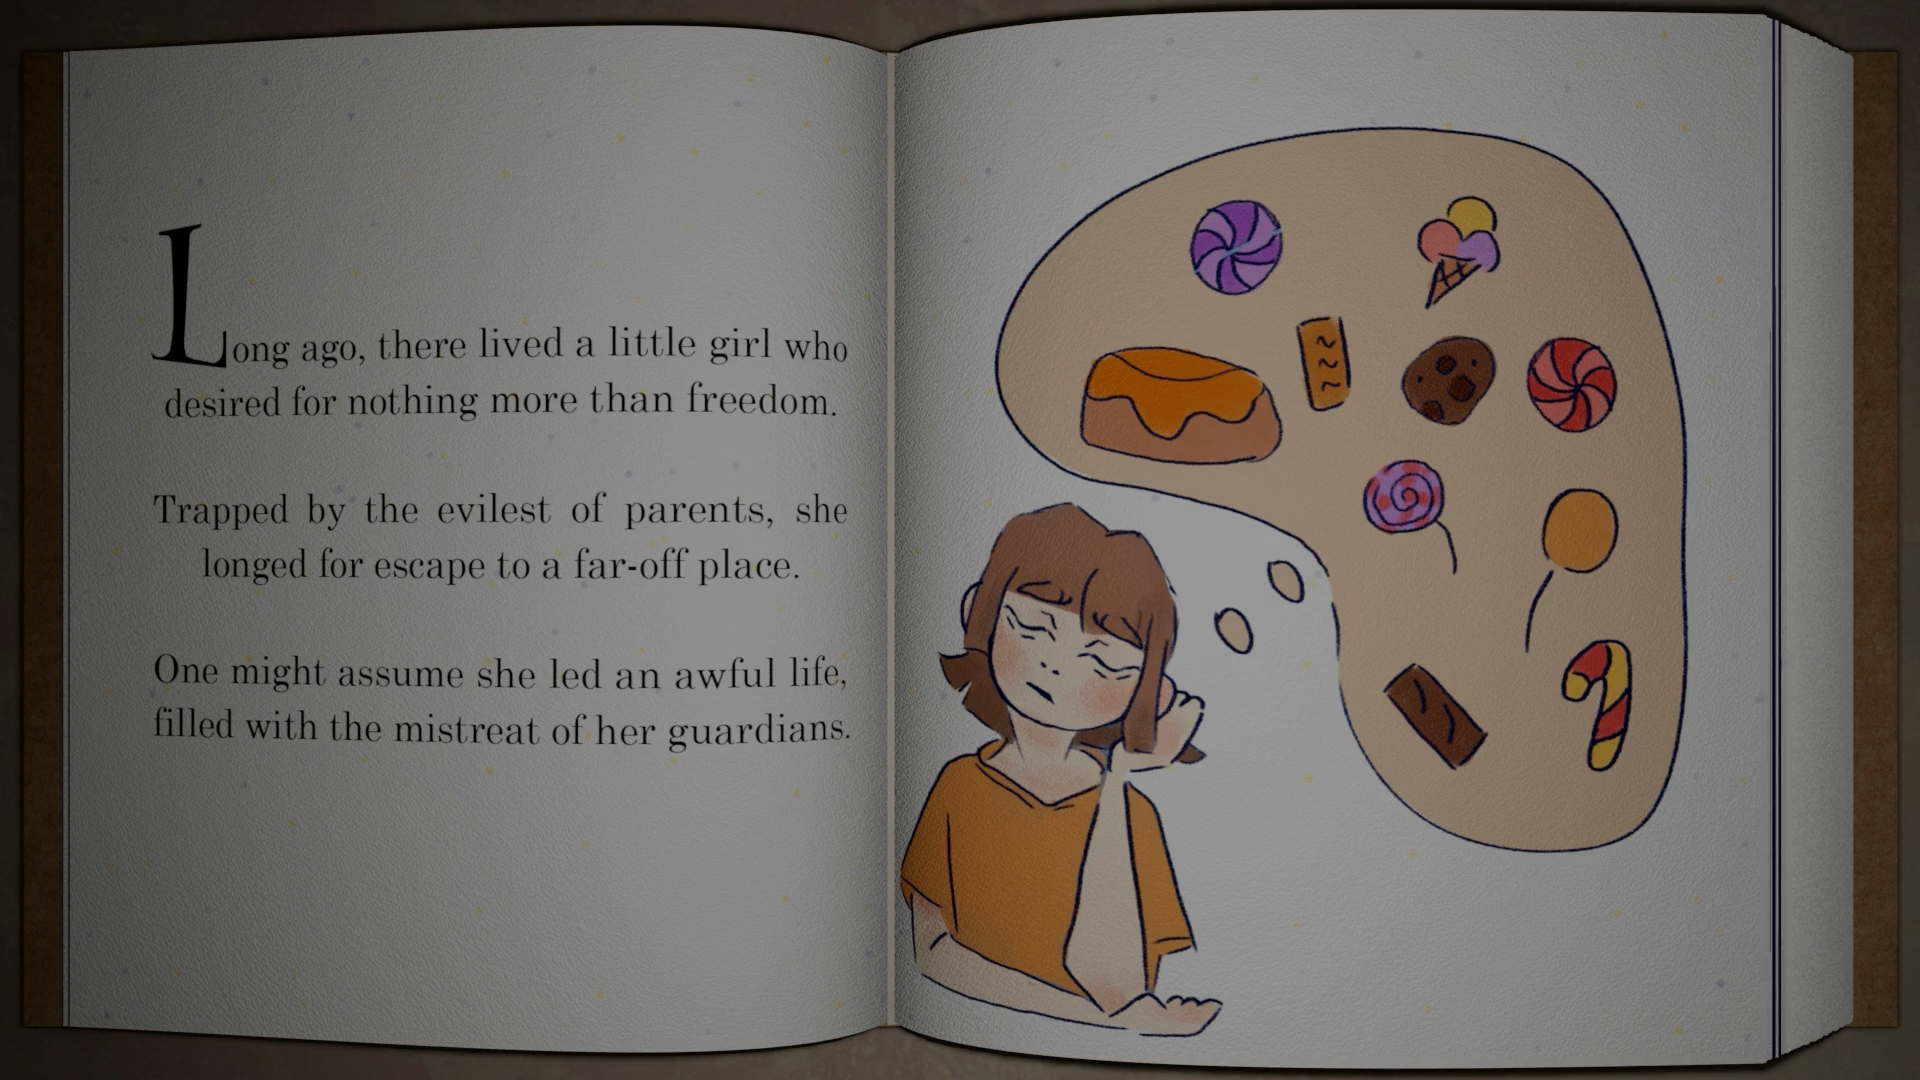 Long ago, there lived a little girl who
desired for nothing more than freedom.
Trapped by the evilest of parents, she
longed for escape to a far-off place.
One might assume she led an awful life,
filled with the mistreat of her guardians.